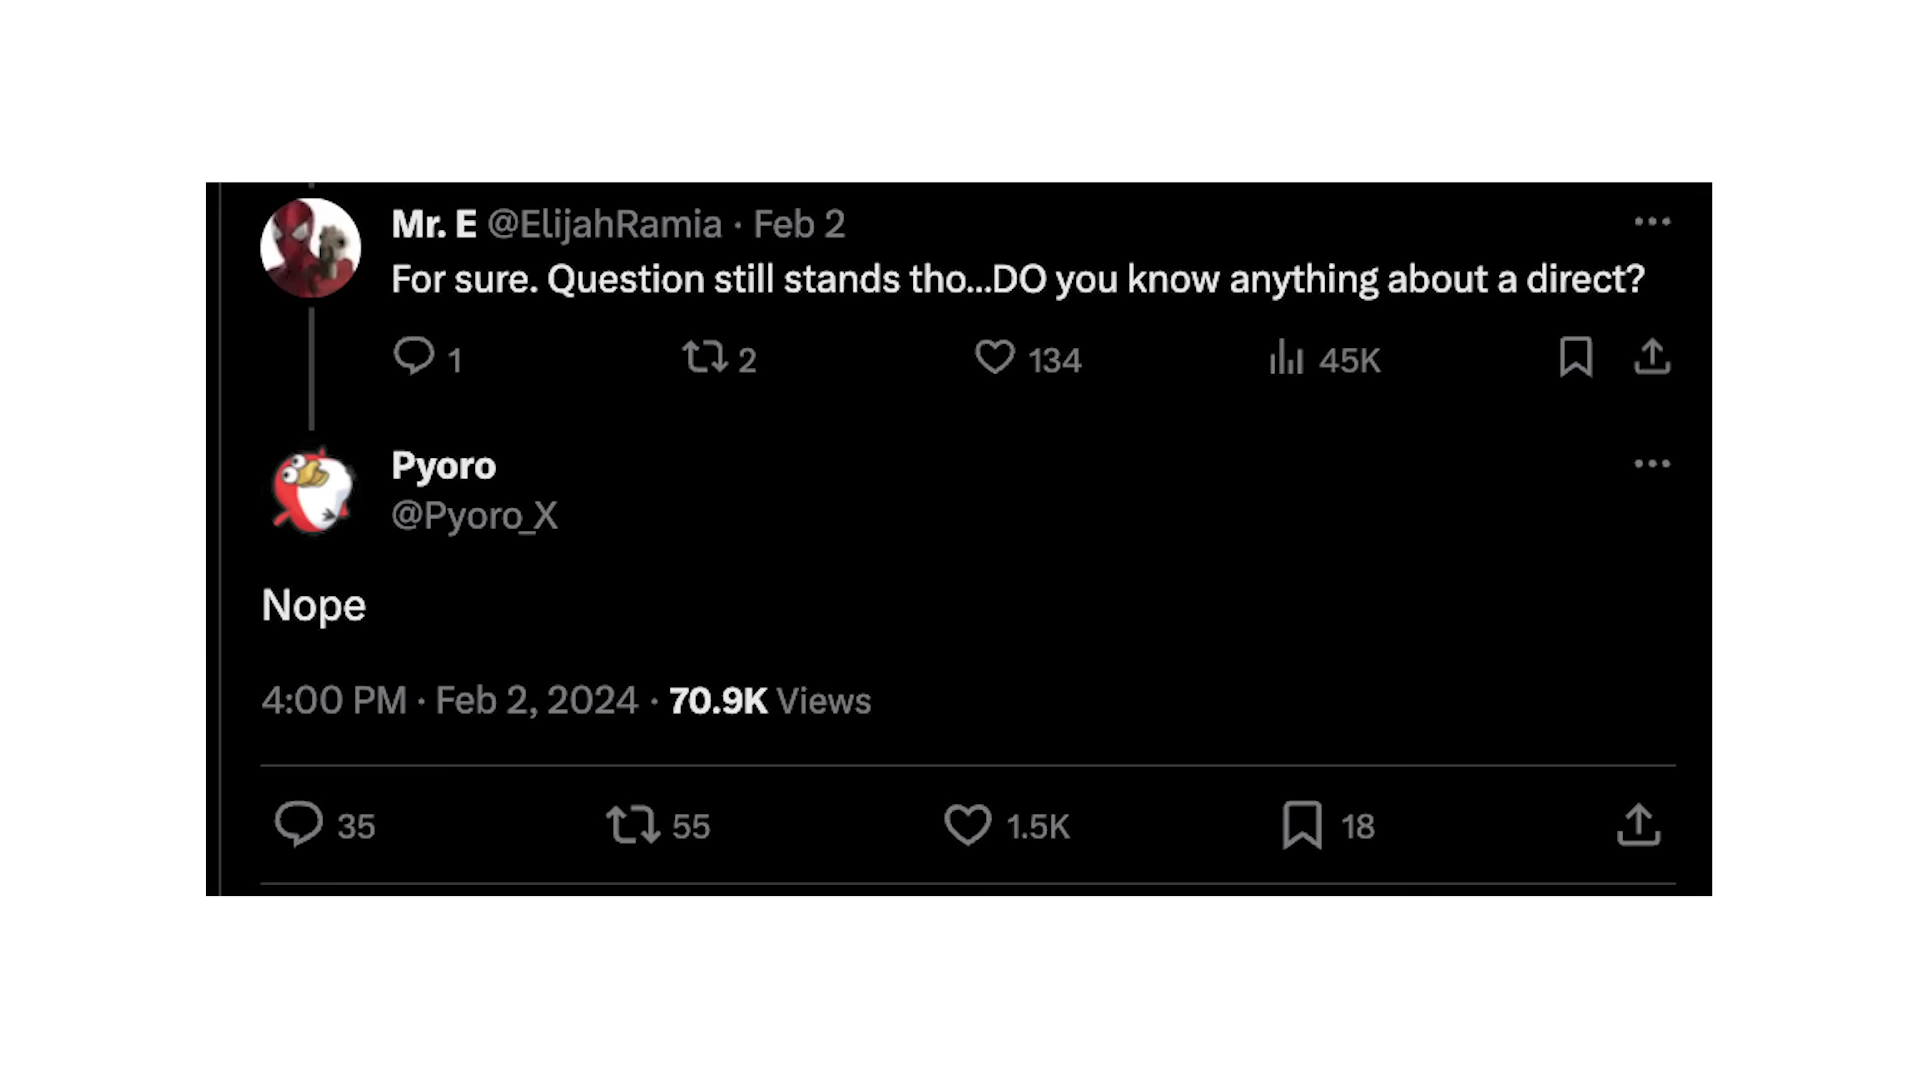 Mr. E @ElijahRamia · Feb 2
For sure. Question still stands tho...DO you know anything about a direct?
1 2 134 45K
Pyoro
@Pyoro_X
Nope
4:00 PM · Feb 2, 2024 · 70.9K Views
35 55 1.5K 18